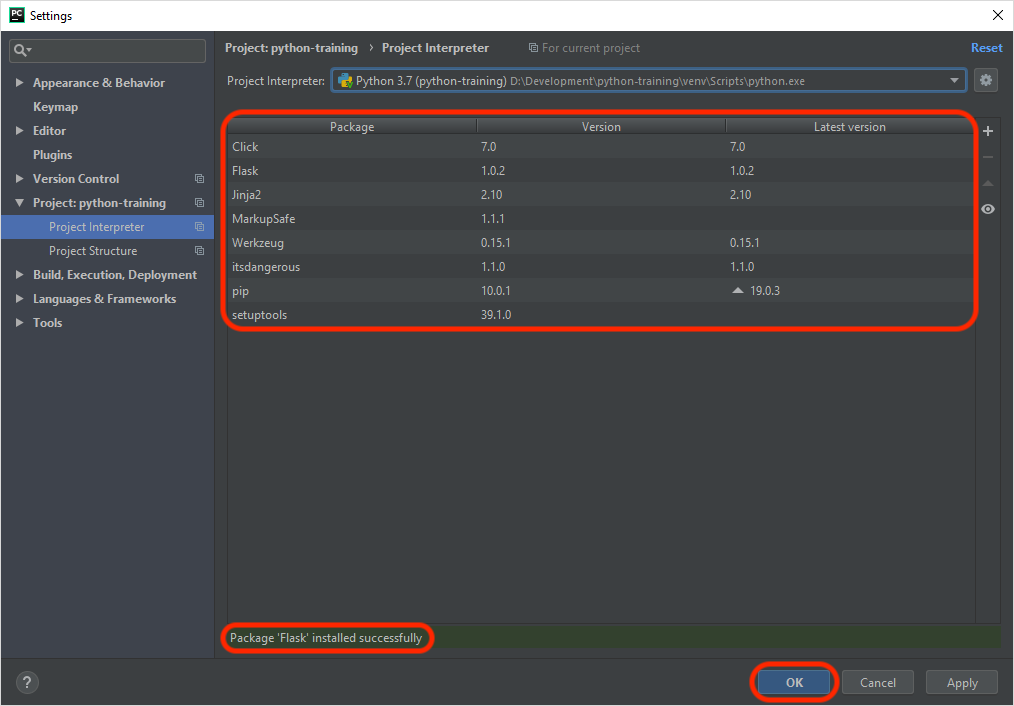 PC Settings
Project: python-training › Project Interpreter For current project Reset
Project Interpreter: Python 3.7 (python-training) D:\Development\python-training\venv\Scripts\python.exe
Appearance & Behavior
Keymap
Editor
Plugins
Version Control
Project: python-training
Project Interpreter
Project Structure
Build, Execution, Deployment
Languages & Frameworks
Tools
Package Version Latest version
Click 7.0 7.0
Flask 1.0.2 1.0.2
Jinja2 2.10 2.10
MarkupSafe 1.1.1
Werkzeug 0.15.1 0.15.1
itsdangerous 1.1.0 1.1.0
pip 10.0.1 19.0.3
setuptools 39.1.0
Package 'Flask' installed successfully
? OK Cancel Apply